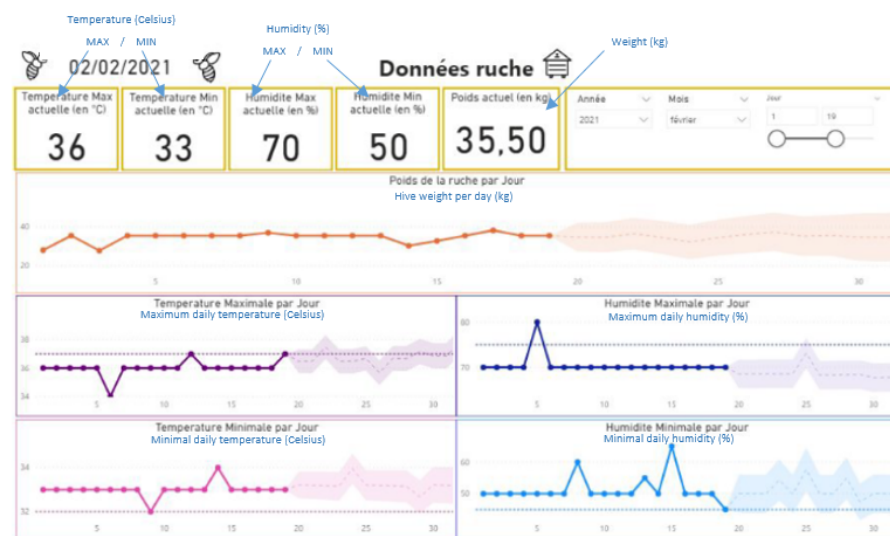 Temperature (Celsius)
MAX / MIN
Humidity (%)
MAX / MIN
Weight (kg)
02/02/2021
Données ruche
Temperature Max
actuelle (en °C)
36
Temperature Min
actuelle (en °C)
33
Humidite Max
actuelle (en %)
70
Humidite Min
actuelle (en %)
50
Poids actuel (en kg)
35,50
Année
2021
Mois
février
Jour
1 19
Poids de la ruche par Jour
Hive weight per day (kg)
40
20
5 10 15 20 25 30
Temperature Maximale par Jour
Maximum daily temperature (Celsius)
38
36
34
5 10 15 20 25 30
Humidite Maximale par Jour
Maximum daily humidity (%)
80
70
5 10 15 20 25 30
Temperature Minimale par Jour
Minimal daily temperature (Celsius)
34
32
5 10 15 20 25 30
Humidite Minimale par Jour
Minimal daily humidity (%)
60
50
5 10 15 20 25 30